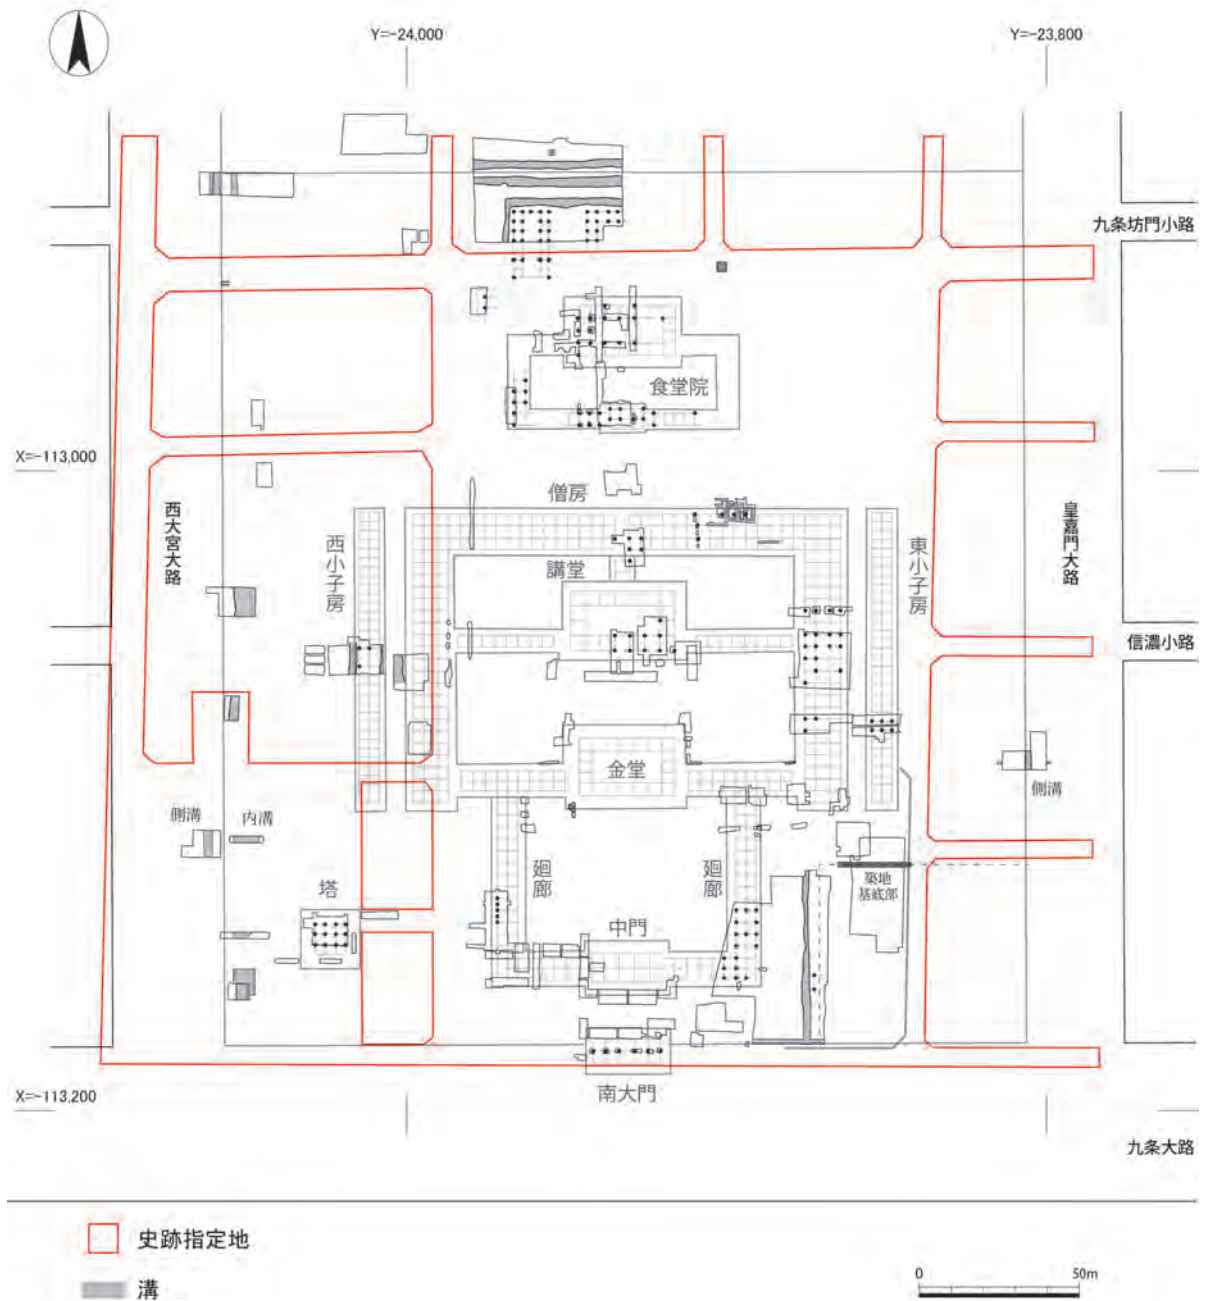 Y=-24,000
Y=-23,800
九条坊門小路
食堂院
X=-113,000
僧房
西大宮大路
西小子房
講堂
東小子房
皇嘉門大路
信濃小路
金堂
側溝
側溝
内溝
塔
廻廊
廻廊
築地
基底部
中門
南大門
X=-113,200
九条大路
史跡指定地
溝
0
50m